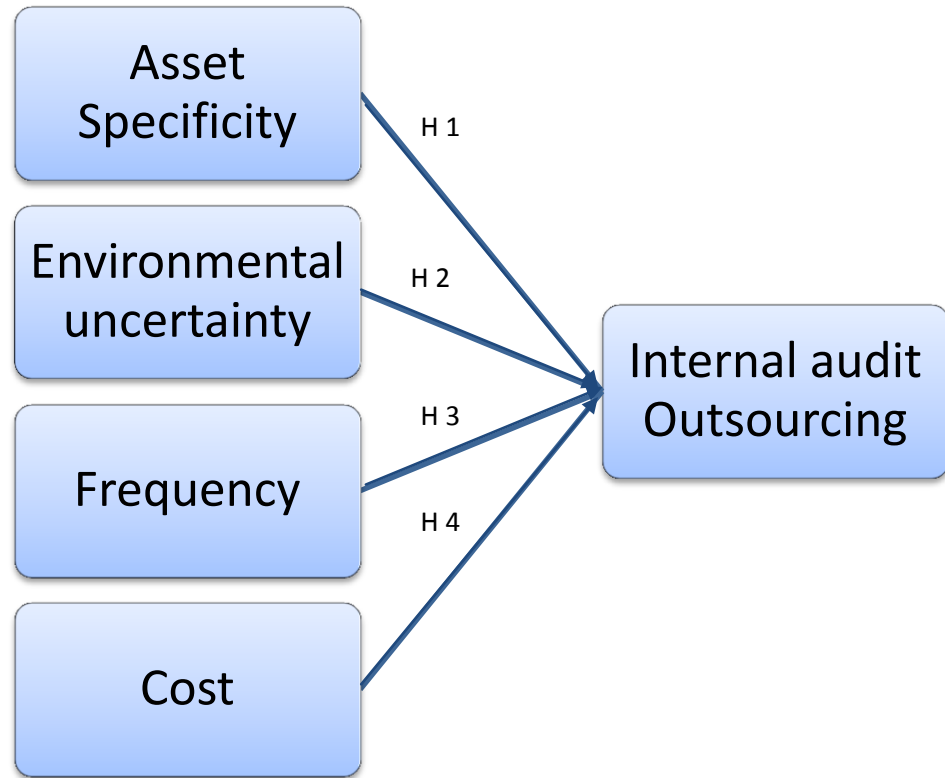 Asset
Specificity
H 1
Environmental
uncertainty
H 2
Internal audit
Outsourcing
Frequency
H 3
H 4
Cost